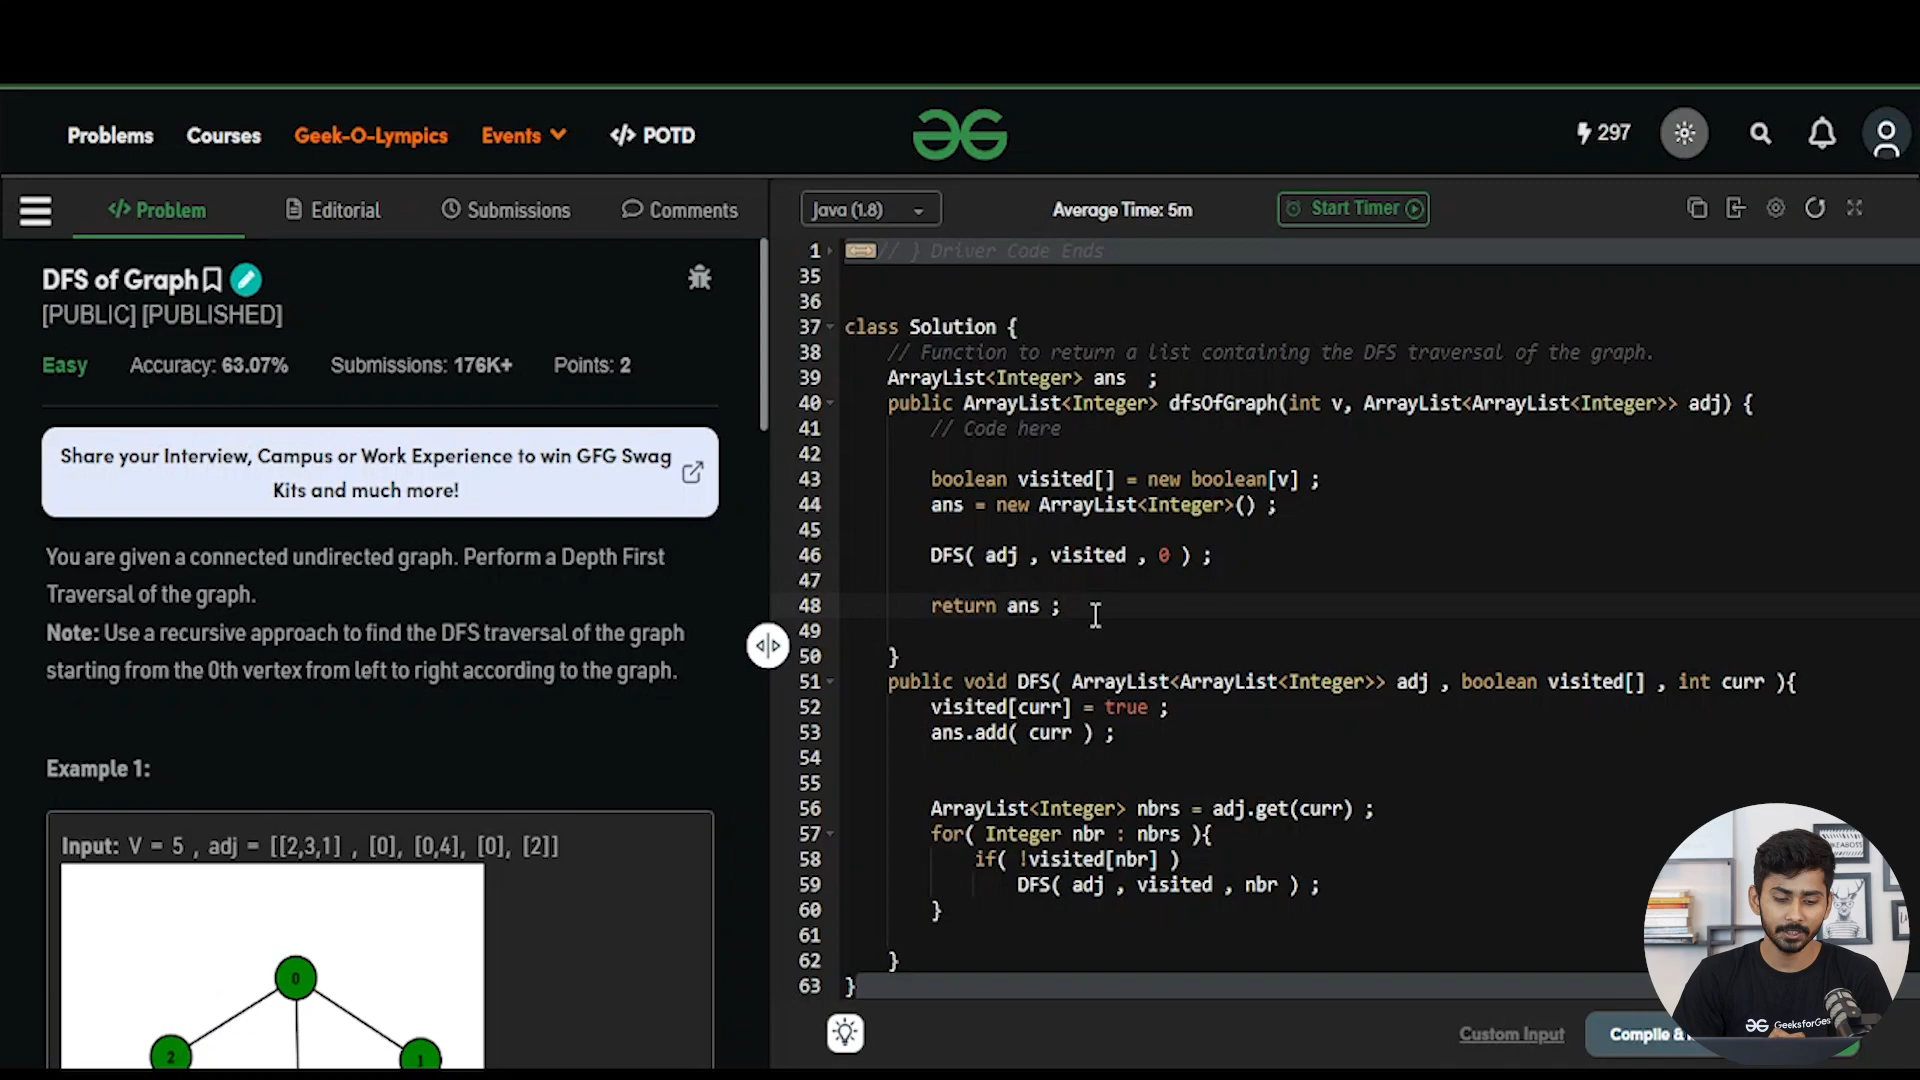 Problems Courses Geek-O-Lympics Events </> POTD 297
</> Problem Editorial Submissions Comments
DFS of Graph
[PUBLIC] [PUBLISHED]
Easy Accuracy: 63.07% Submissions: 176K+ Points: 2
Share your Interview, Campus or Work Experience to win GFG Swag
Kits and much more!
You are given a connected undirected graph. Perform a Depth First
Traversal of the graph.
Note: Use a recursive approach to find the DFS traversal of the graph
starting from the 0th vertex from left to right according to the graph.
Example 1:
Input: V = 5 , adj = [[2,3,1] , [0], [0,4], [0], [2]]
0
2 1
Java (1.8) Average Time: 5m Start Timer
1 // } Driver Code Ends
35
36
37 class Solution {
38 // Function to return a list containing the DFS traversal of the graph.
39 ArrayList<Integer> ans ;
40 public ArrayList<Integer> dfsOfGraph(int v, ArrayList<ArrayList<Integer>> adj) {
41 // Code here
42
43 boolean visited[] = new boolean[v] ;
44 ans = new ArrayList<Integer>() ;
45
46 DFS( adj , visited , 0 ) ;
47
48 return ans ;
49
50 }
51 public void DFS( ArrayList<ArrayList<Integer>> adj , boolean visited[] , int curr ){
52 visited[curr] = true ;
53 ans.add( curr ) ;
54
55
56 ArrayList<Integer> nbrs = adj.get(curr) ;
57 for( Integer nbr : nbrs ){
58 if( !visited[nbr] )
59 DFS( adj , visited , nbr ) ;
60 }
61
62 }
63 }
Custom Input Compile &
GeeksforGee